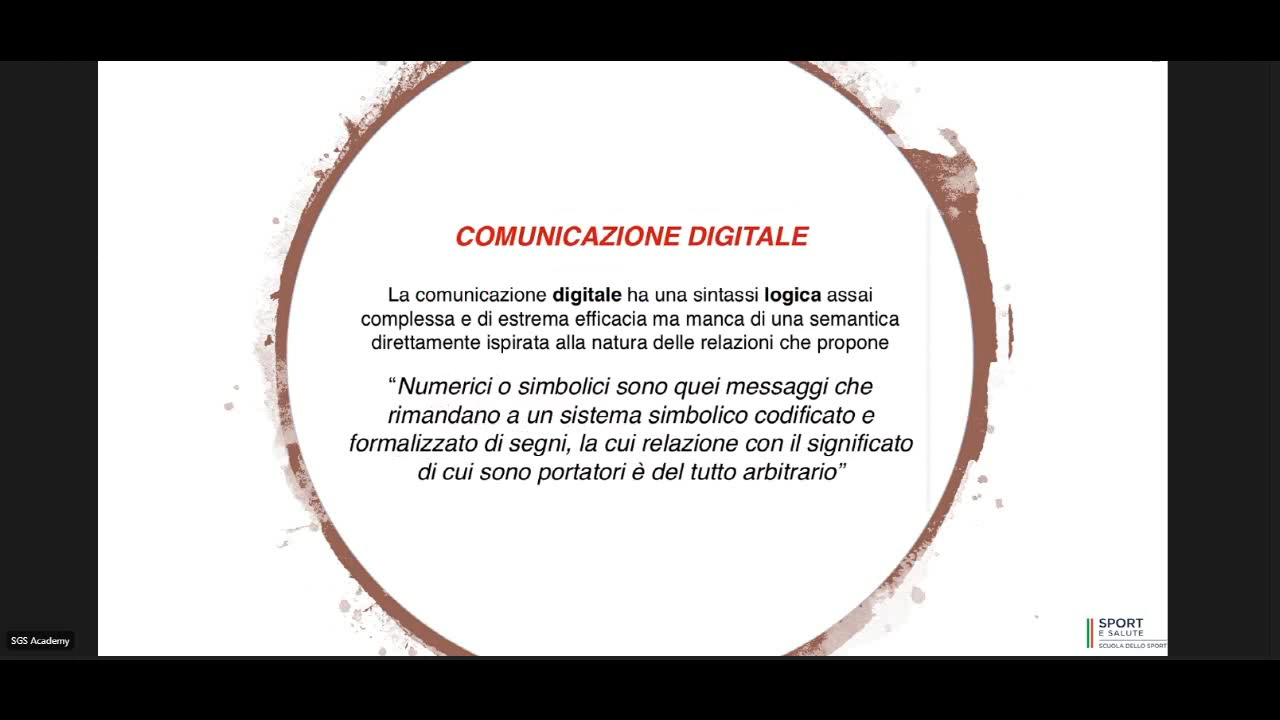 COMUNICAZIONE DIGITALE
La comunicazione digitale ha una sintassi logica assai
complessa e di estrema efficacia ma manca di una semantica
direttamente ispirata alla natura delle relazioni che propone
“Numerici o simbolici sono quei messaggi che
rimandano a un sistema simbolico codificato e
formalizzato di segni, la cui relazione con il significato
di cui sono portatori è del tutto arbitrario”
SGS Academy
SPORT
E SALUTE
SCUOLA DELLO SPORT